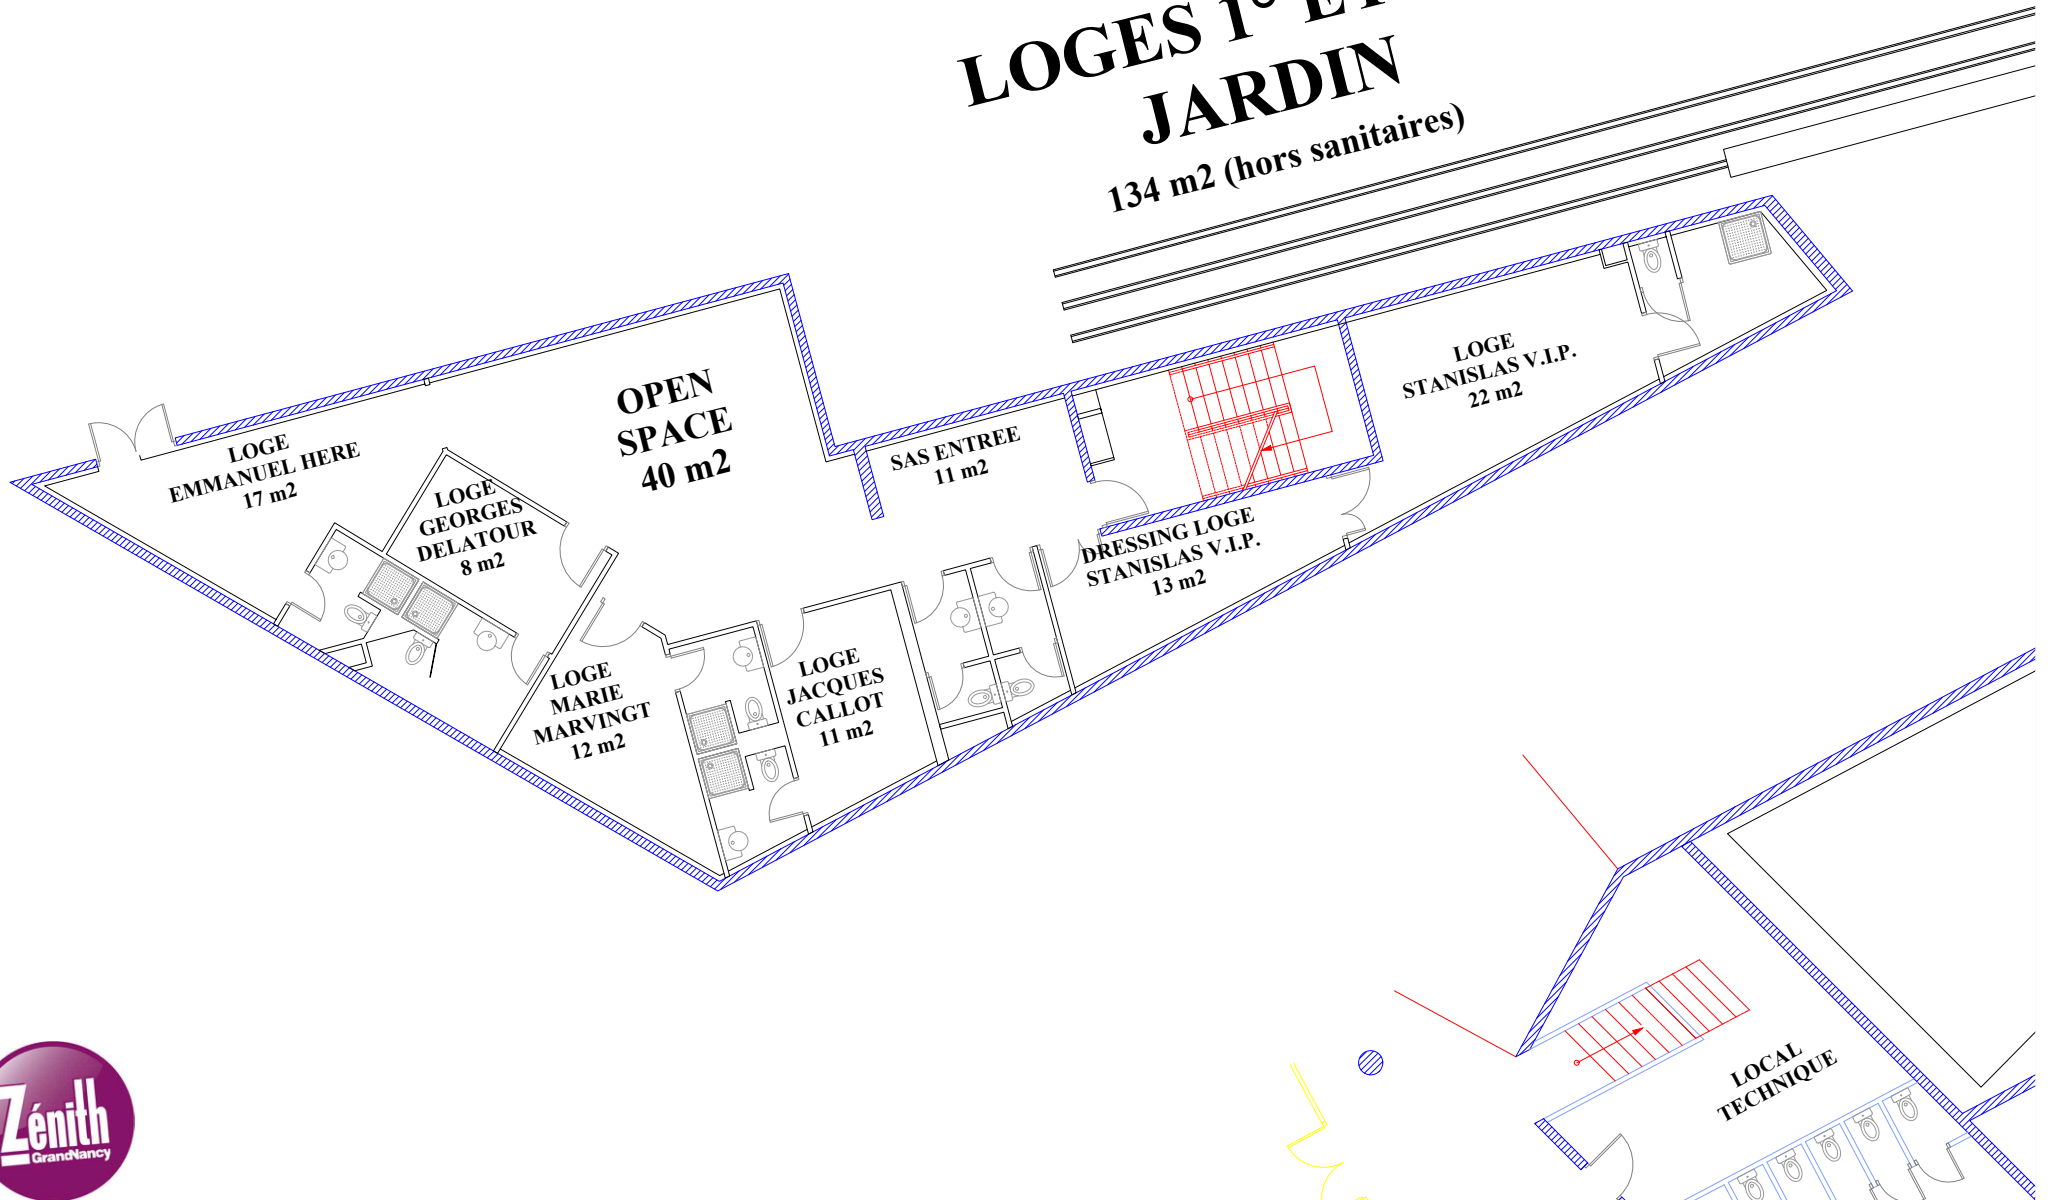 LOGES 1°
JARDIN
134 m2 (hors sanitaires)
LOGE
EMMANUEL HERE
17 m2
LOGE
GEORGES
DELATOUR
8 m2
OPEN
SPACE
40 m2
SAS ENTREE
11 m2
LOGE
STANISLAS V.I.P.
22 m2
DRESSING LOGE
STANISLAS V.I.P.
13 m2
LOGE
MARIE
MARVINGT
12 m2
LOGE
JACQUES
CALLOT
11 m2
LOCAL
TECHNIQUE
Zénith
GrandNancy